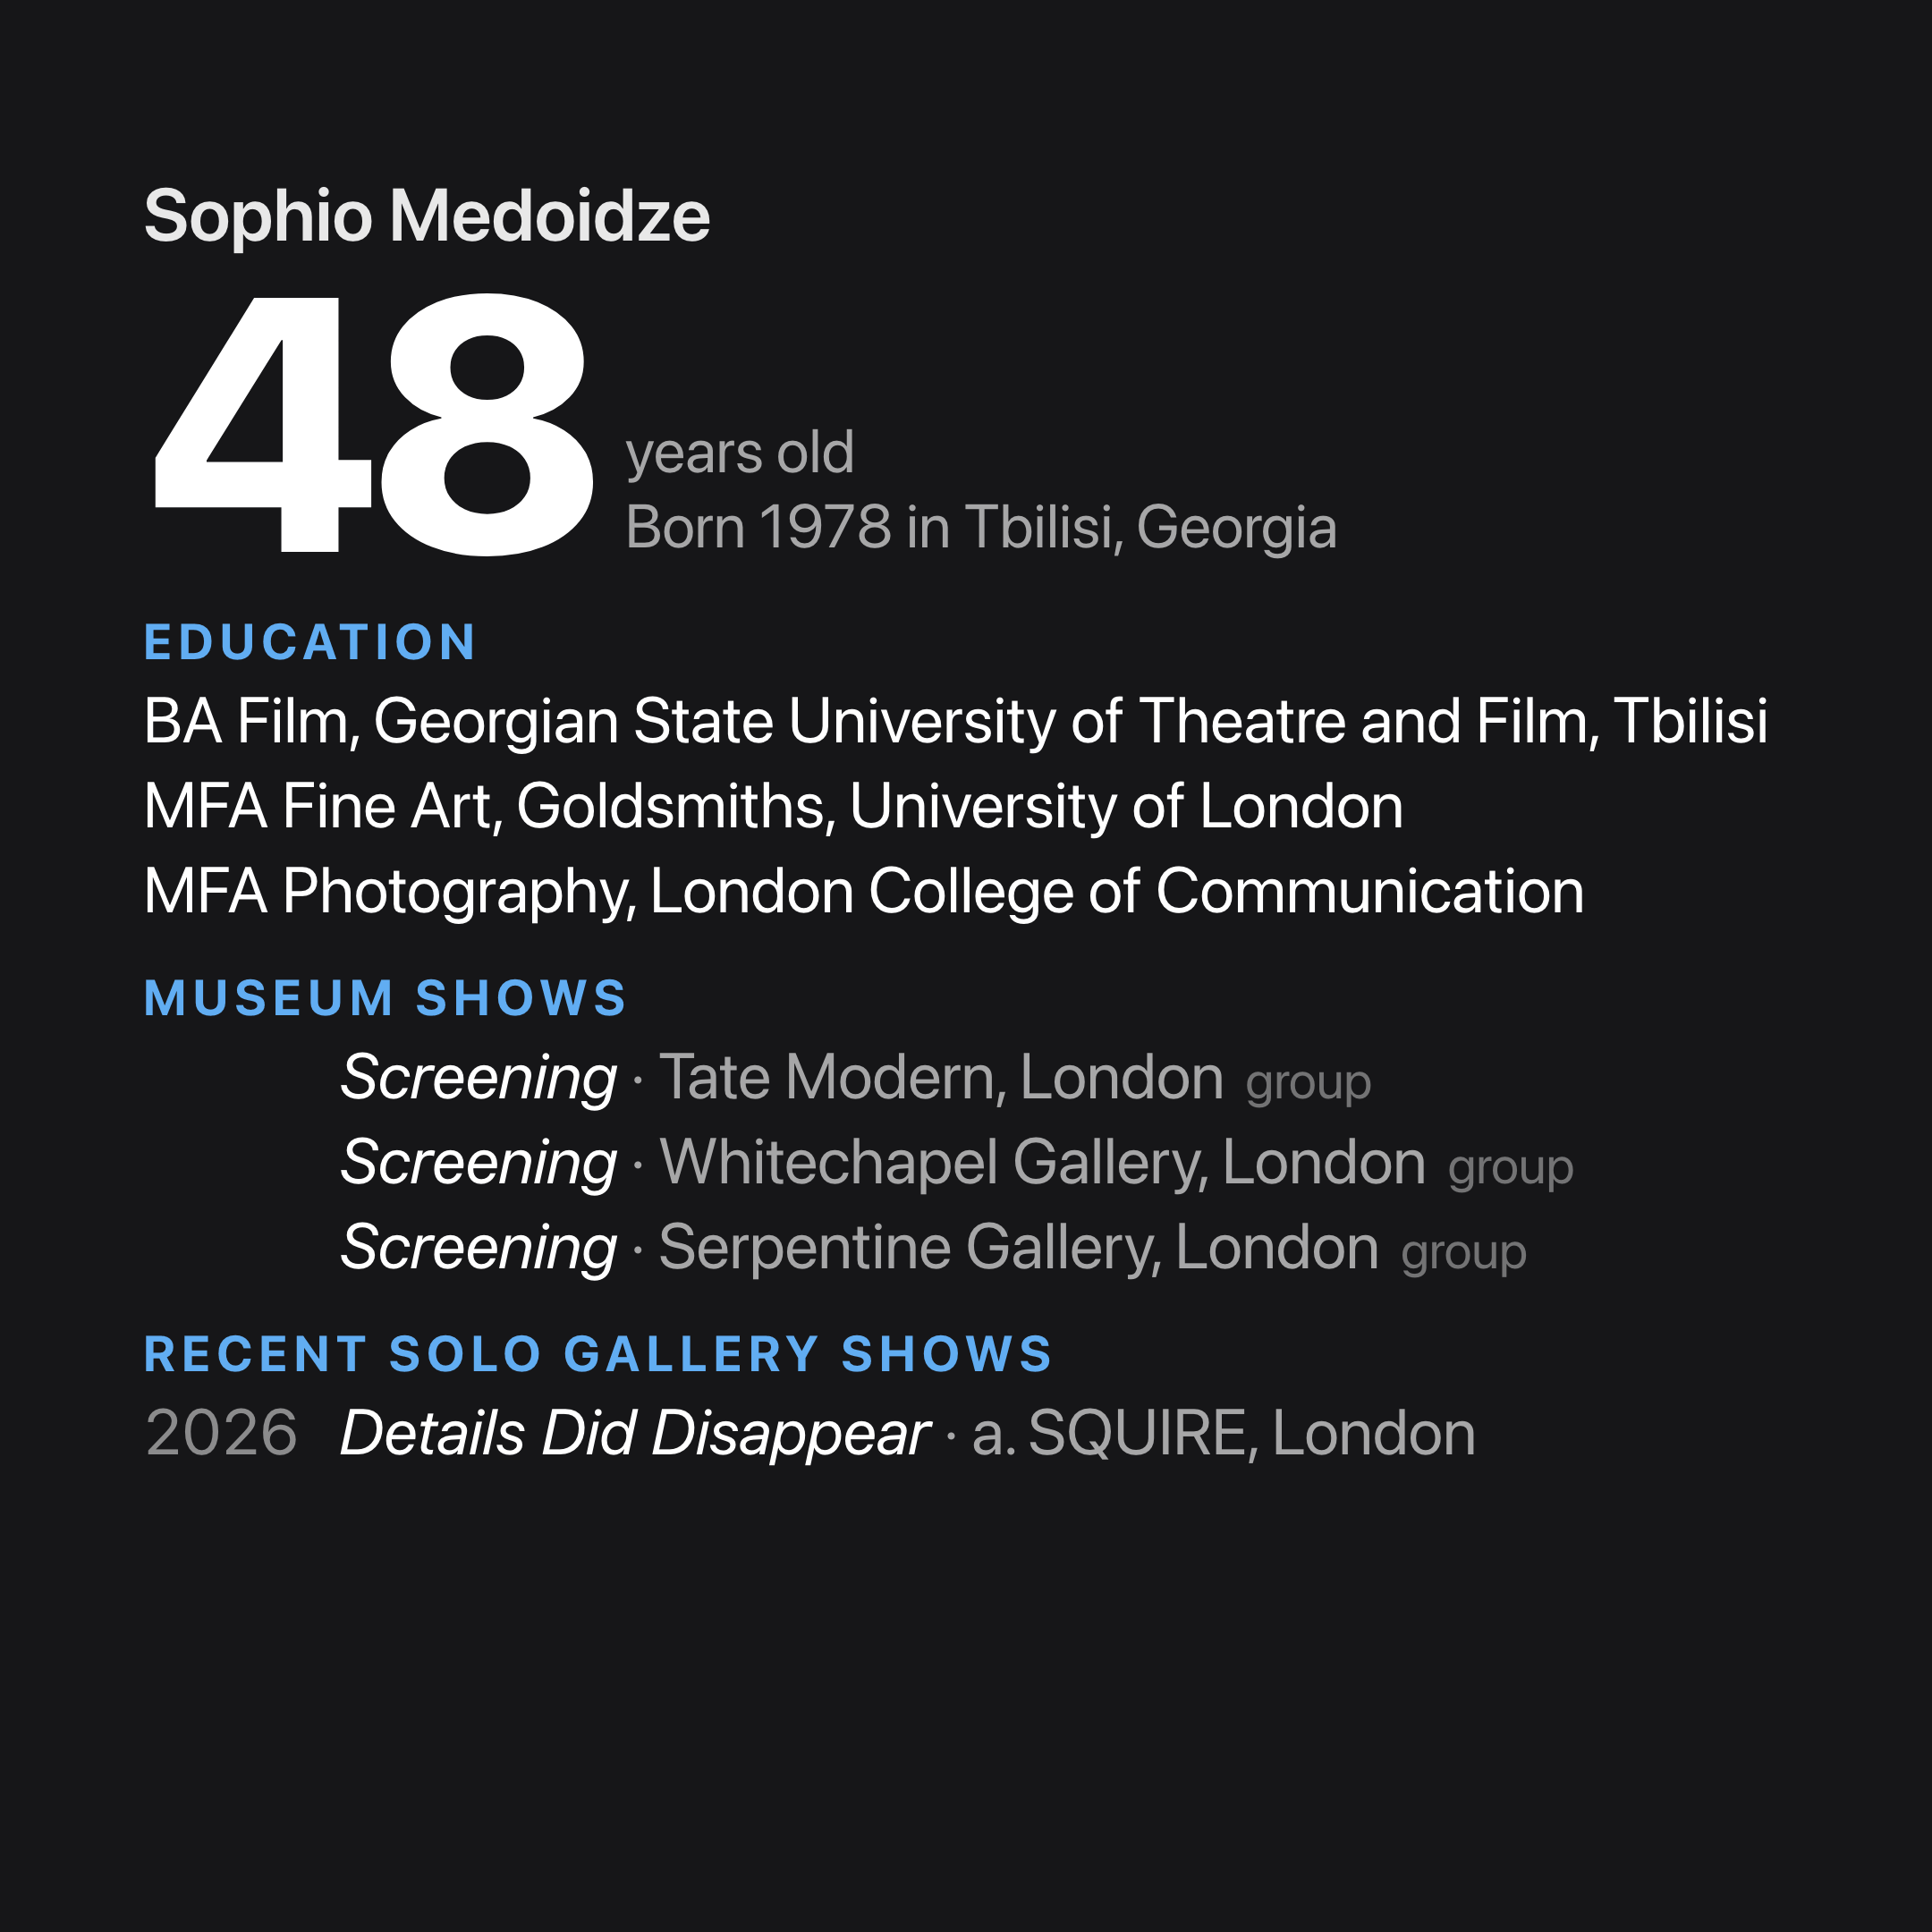 Sophio Medoidze
48 years old
Born 1978 in Tbilisi, Georgia
EDUCATION
BA Film, Georgian State University of Theatre and Film, Tbilisi
MFA Fine Art, Goldsmiths, University of London
MFA Photography, London College of Communication
MUSEUM SHOWS
Screening · Tate Modern, London group
Screening · Whitechapel Gallery, London group
Screening · Serpentine Gallery, London group
RECENT SOLO GALLERY SHOWS
2026 Details Did Disappear · a. SQUIRE, London